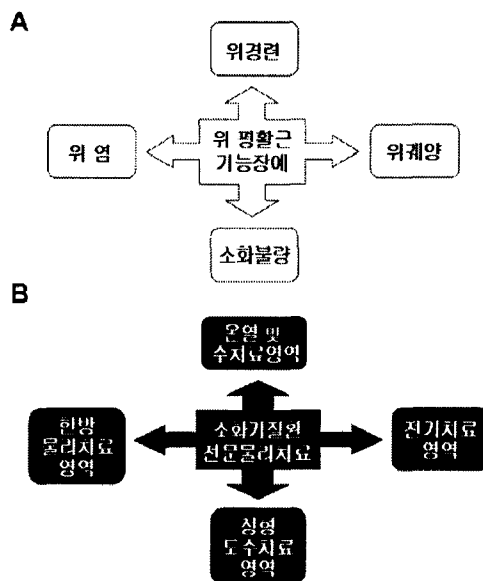 A
위경련
위 염
위 평활근
기능장애
위궤양
소화불량
B
온열 및
수치료영역
한방
물리치료
영역
소화기질환
전문물리치료
전기치료
영역
도수치료
영역